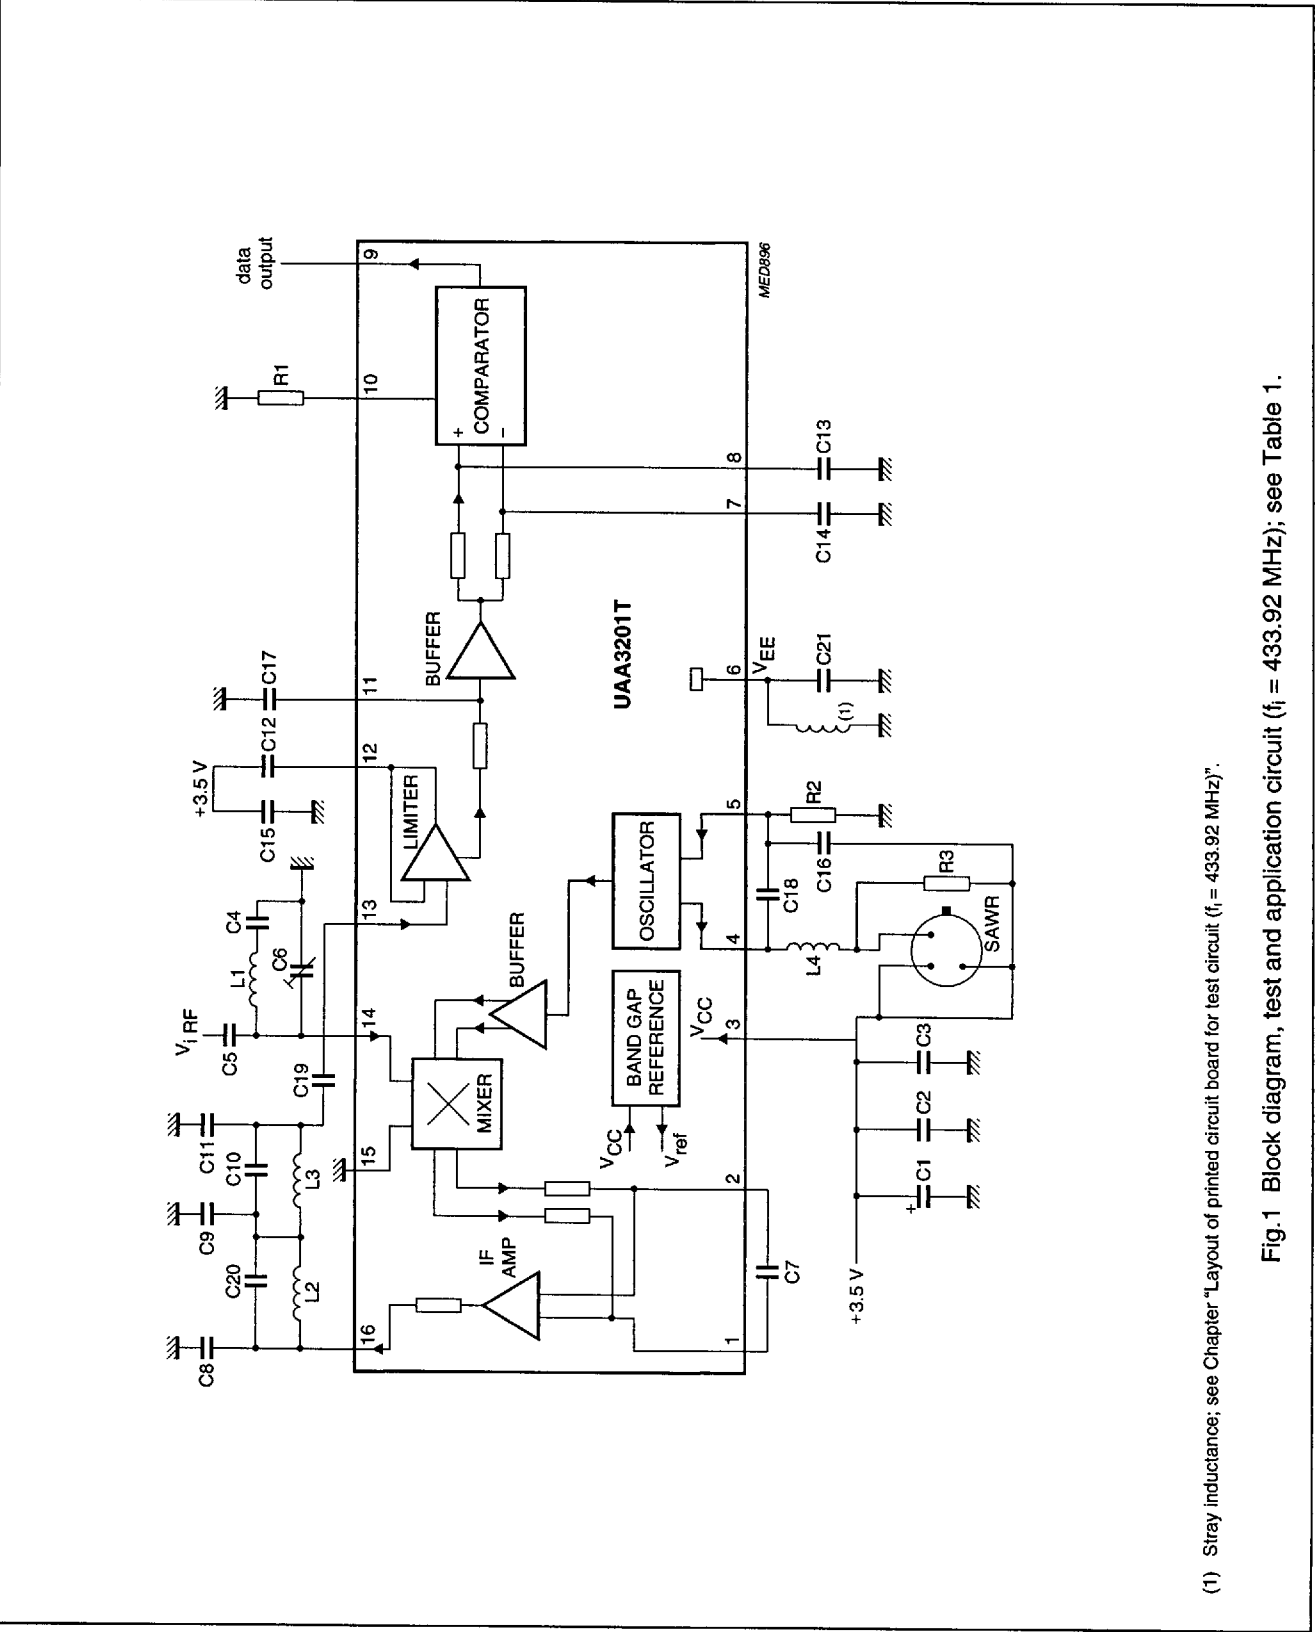 data
output
R1
C17
C12
+3.5 V
C15
C4
L1
C6
V_i RF
C5
C19
C11
C10
L3
C9
C20
L2
C8
16
15
14
13
12
11
10
9
IF
AMP
MIXER
BUFFER
LIMITER
BUFFER
+
−
COMPARATOR
VCC
Vref
BAND GAP
REFERENCE
OSCILLATOR
UAA3201T
VCC
1
2
3
4
5
6
7
8
VEE
MED896
C7
+3.5 V
+
C1
C2
C3
L4
C18
C16
R2
R3
SAWR
(1)
C21
C14
C13
(1) Stray inductance; see Chapter "Layout of printed circuit board for test circuit (fi = 433.92 MHz)".
Fig.1 Block diagram, test and application circuit (fi = 433.92 MHz); see Table 1.